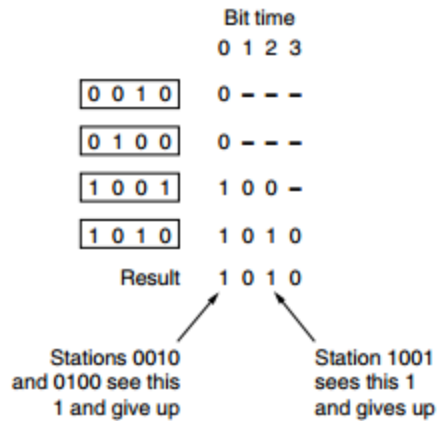 Bit time
0 1 2 3
0 0 1 0 0 – – –
0 1 0 0 0 – – –
1 0 0 1 1 0 0 –
1 0 1 0 1 0 1 0
Result 1 0 1 0
Stations 0010
and 0100 see this
1 and give up
Station 1001
sees this 1
and gives up